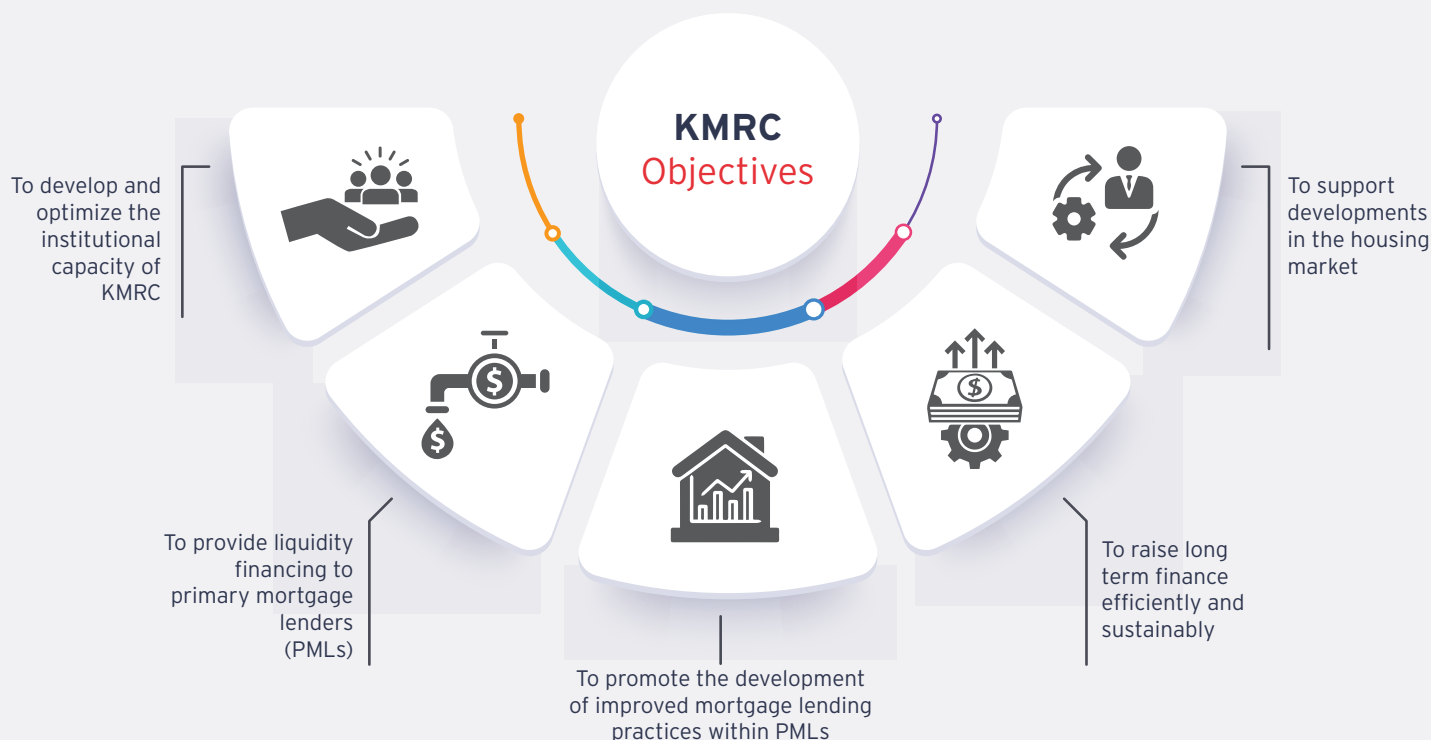 KMRC
Objectives
To develop and
optimize the
institutional
capacity of
KMRC
To provide liquidity
financing to
primary mortgage
lenders
(PMLs)
To promote the development
of improved mortgage lending
practices within PMLs
To raise long
term finance
efficiently and
sustainably
To support
developments
in the housing
market
$
$
$